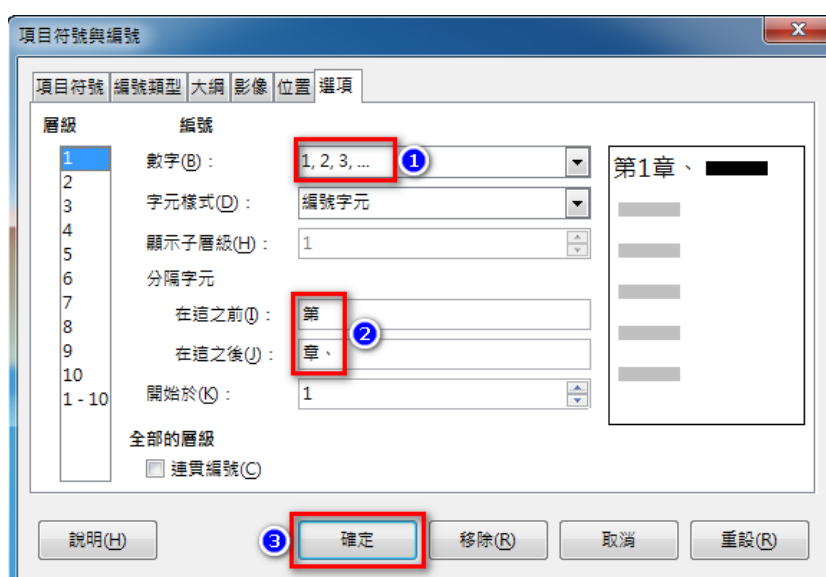 項目符號與編號
項目符號 編號類型 大綱 影像 位置 選項
層級 編號
1
2
3
4
5
6
7
8
9
10
1 - 10
數字(B)： 1, 2, 3, ... 1
字元樣式(D)： 編號字元
顯示子層級(H)： 1
分隔字元
在這之前(I)： 第
2
在這之後(J)： 章、
開始於(K)： 1
全部的層級
連貫編號(C)
第1章、
說明(H) 3 確定 移除(R) 取消 重設(R)